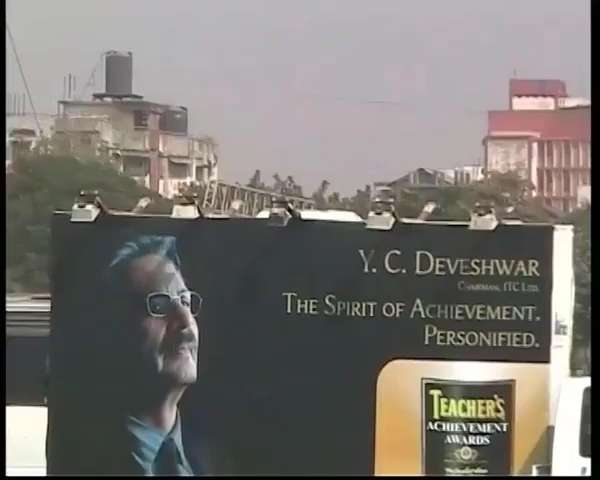 Y. C. DEVESHWAR
CHAIRMAN, ITC LTD.
THE SPIRIT OF ACHIEVEMENT.
PERSONIFIED.
TEACHER'S
ACHIEVEMENT
AWARDS